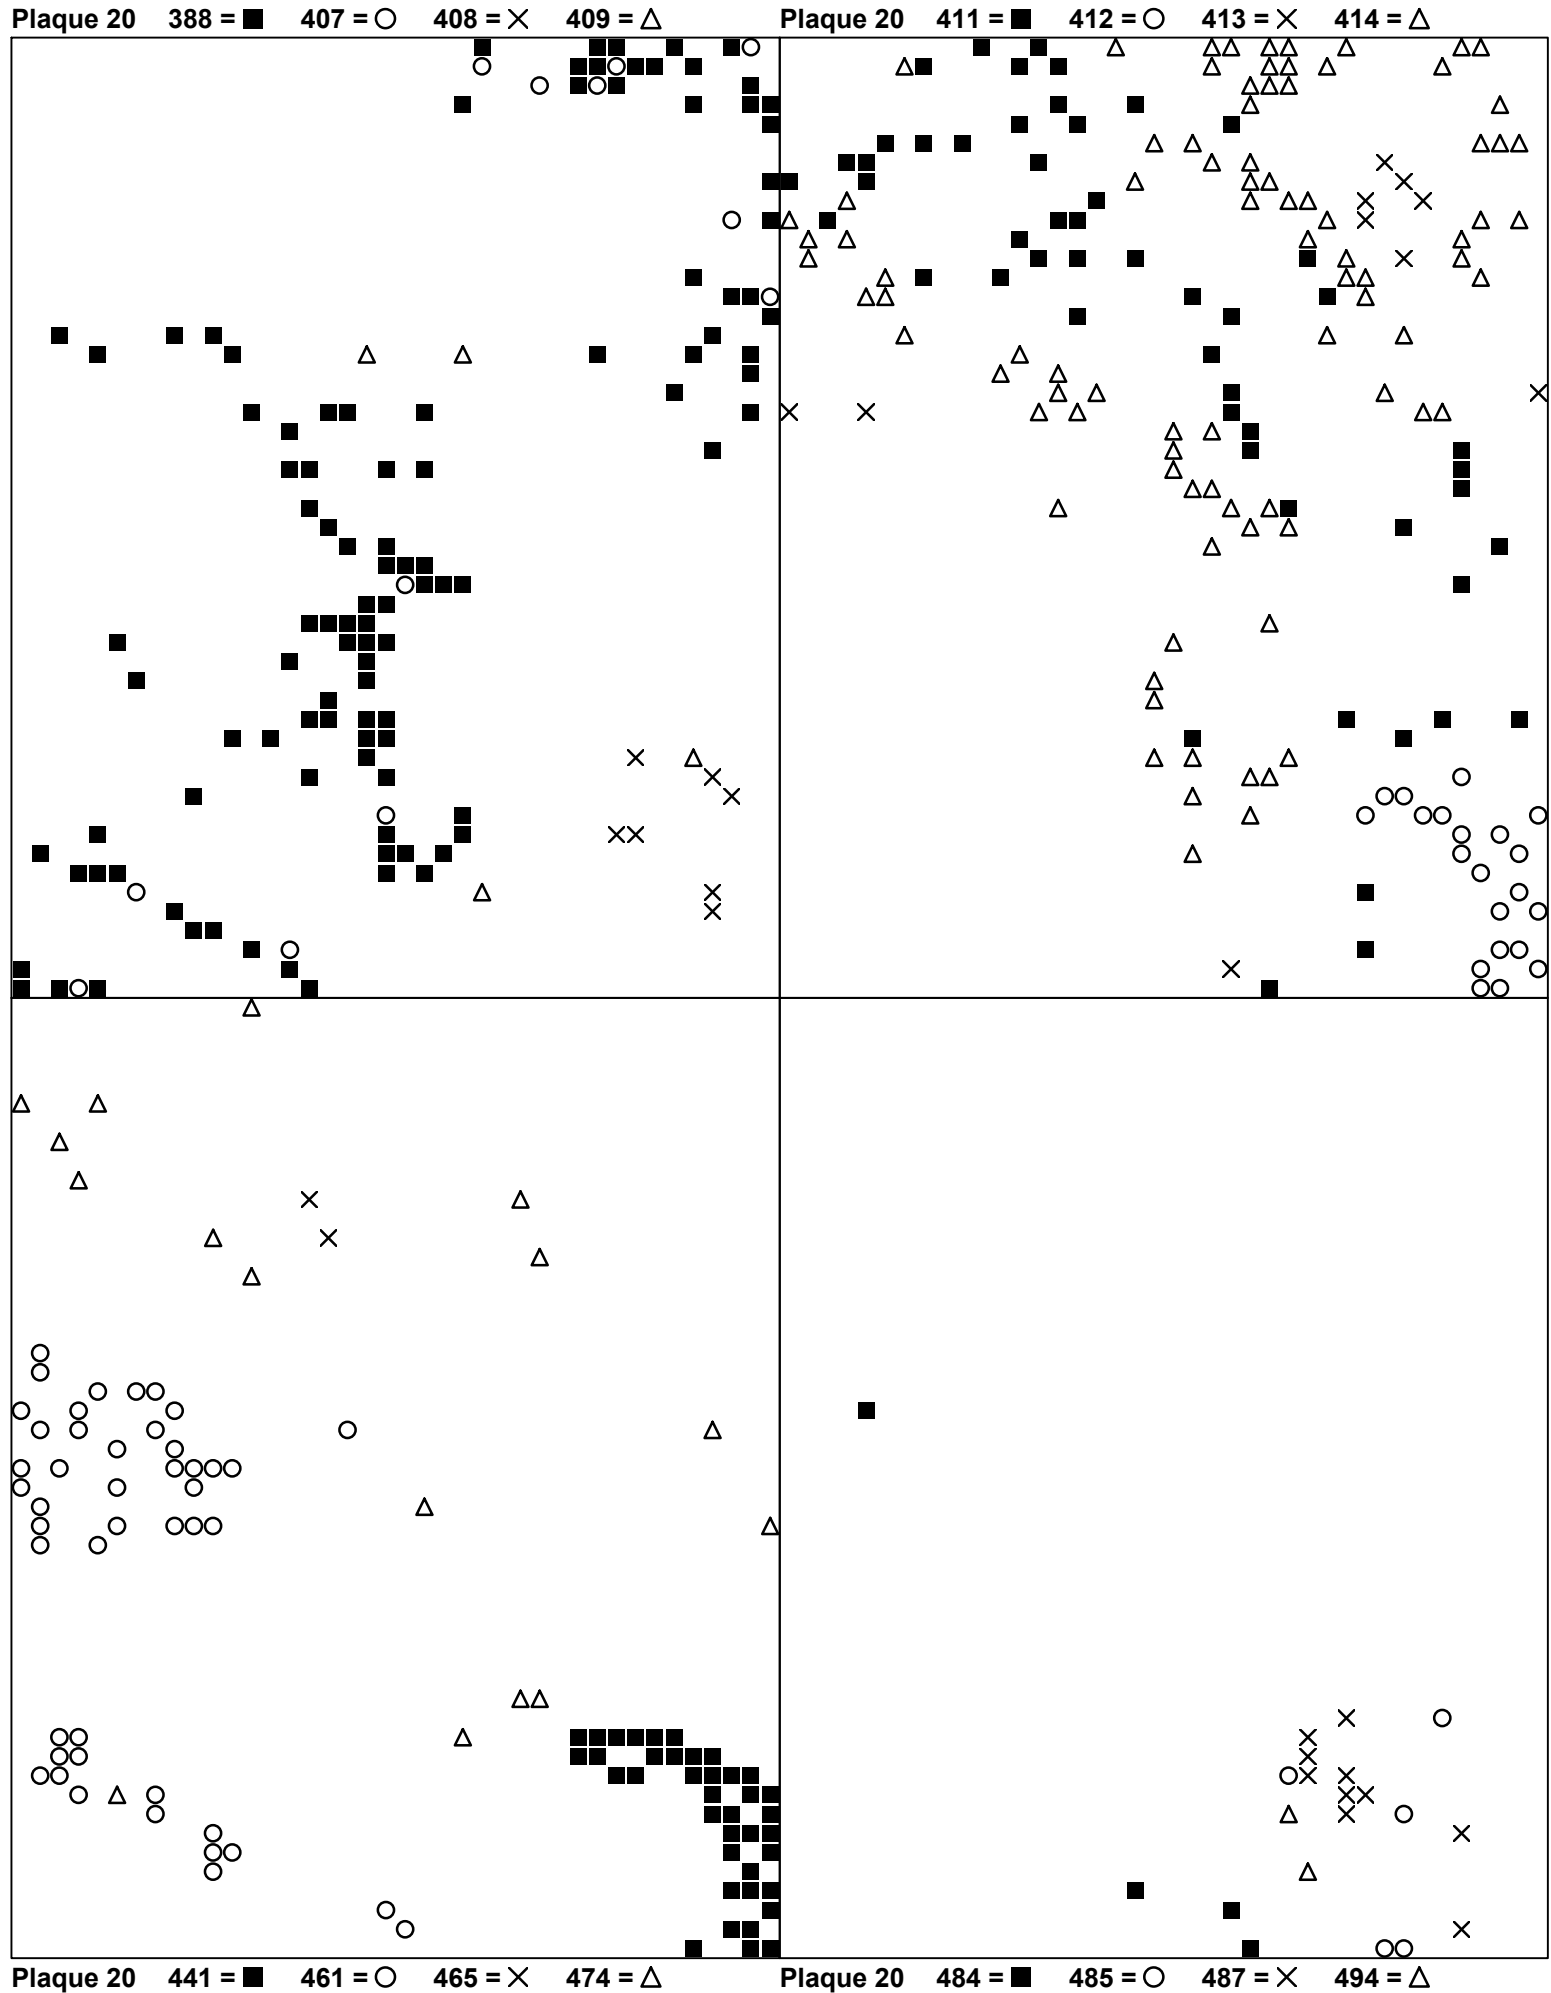 Plaque 20 388 = ■ 407 = ○ 408 = × 409 = △
Plaque 20 411 = ■ 412 = ○ 413 = × 414 = △
Plaque 20 441 = ■ 461 = ○ 465 = × 474 = △
Plaque 20 484 = ■ 485 = ○ 487 = × 494 = △